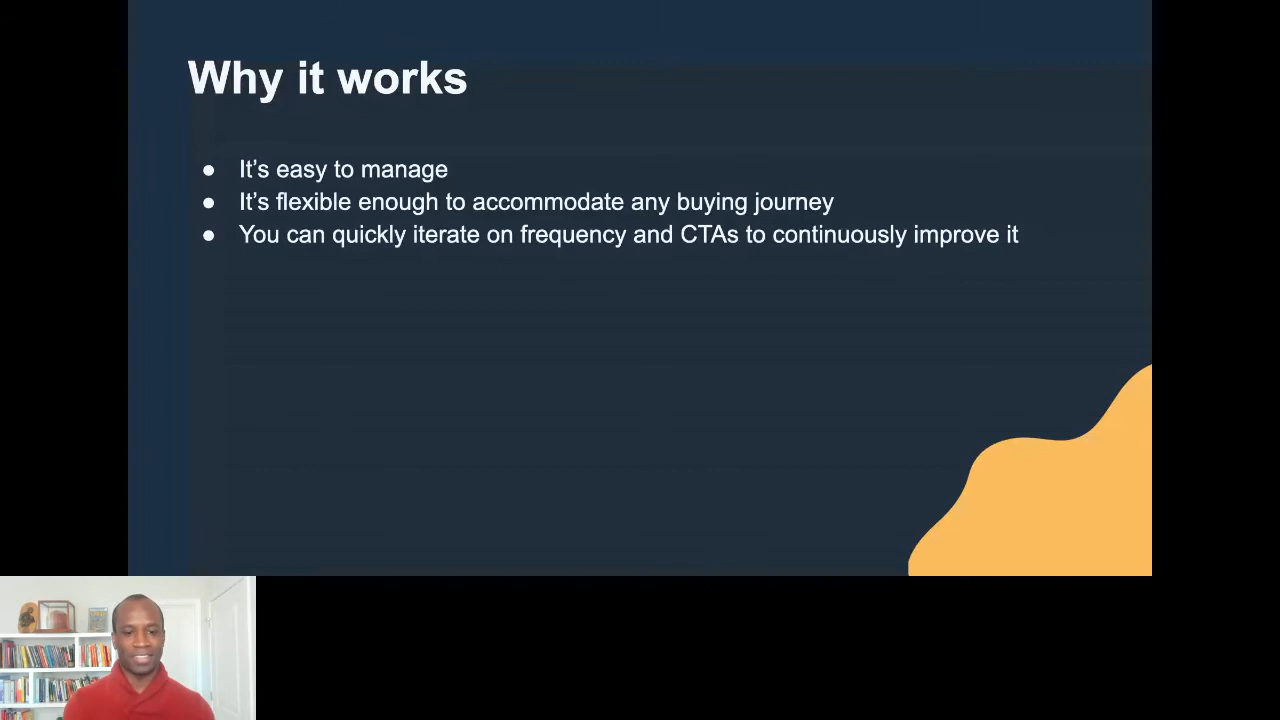 Why it works
● It’s easy to manage
● It’s flexible enough to accommodate any buying journey
● You can quickly iterate on frequency and CTAs to continuously improve it